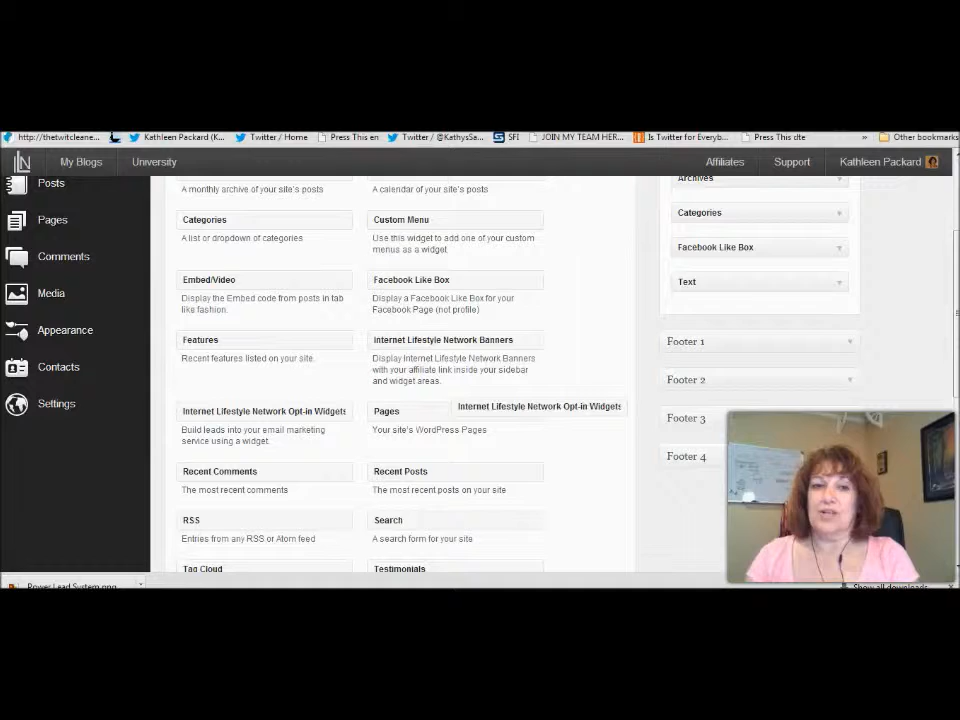 http://thetwitcleane...
Kathleen Packard (K...
Twitter / Home
Press This en
Twitter / @KathysSa...
SFI
JOIN MY TEAM HER...
Is Twitter for Everyb...
Press This cite
»
Other bookmarks
ILN
My Blogs
University
Affiliates
Support
Kathleen Packard
Posts
Pages
Comments
Media
Appearance
Contacts
Settings
A monthly archive of your site's posts
A calendar of your site's posts
Categories
Custom Menu
A list or dropdown of categories
Use this widget to add one of your custom
menus as a widget.
Embed/Video
Facebook Like Box
Display the Embed code from posts in tab
like fashion.
Display a Facebook Like Box for your
Facebook Page (not profile)
Features
Internet Lifestyle Network Banners
Recent features listed on your site.
Display Internet Lifestyle Network Banners
with your affiliate link inside your sidebar
and widget areas.
Internet Lifestyle Network Opt-in Widgets
Pages
Internet Lifestyle Network Opt-in Widgets
Build leads into your email marketing
service using a widget.
Your site's WordPress Pages
Recent Comments
Recent Posts
The most recent comments
The most recent posts on your site
RSS
Search
Entries from any RSS or Atom feed
A search form for your site
Tag Cloud
Testimonials
Archives
Categories
Facebook Like Box
Text
Footer 1
Footer 2
Footer 3
Footer 4
Power Lead System.png
Show all downloads...